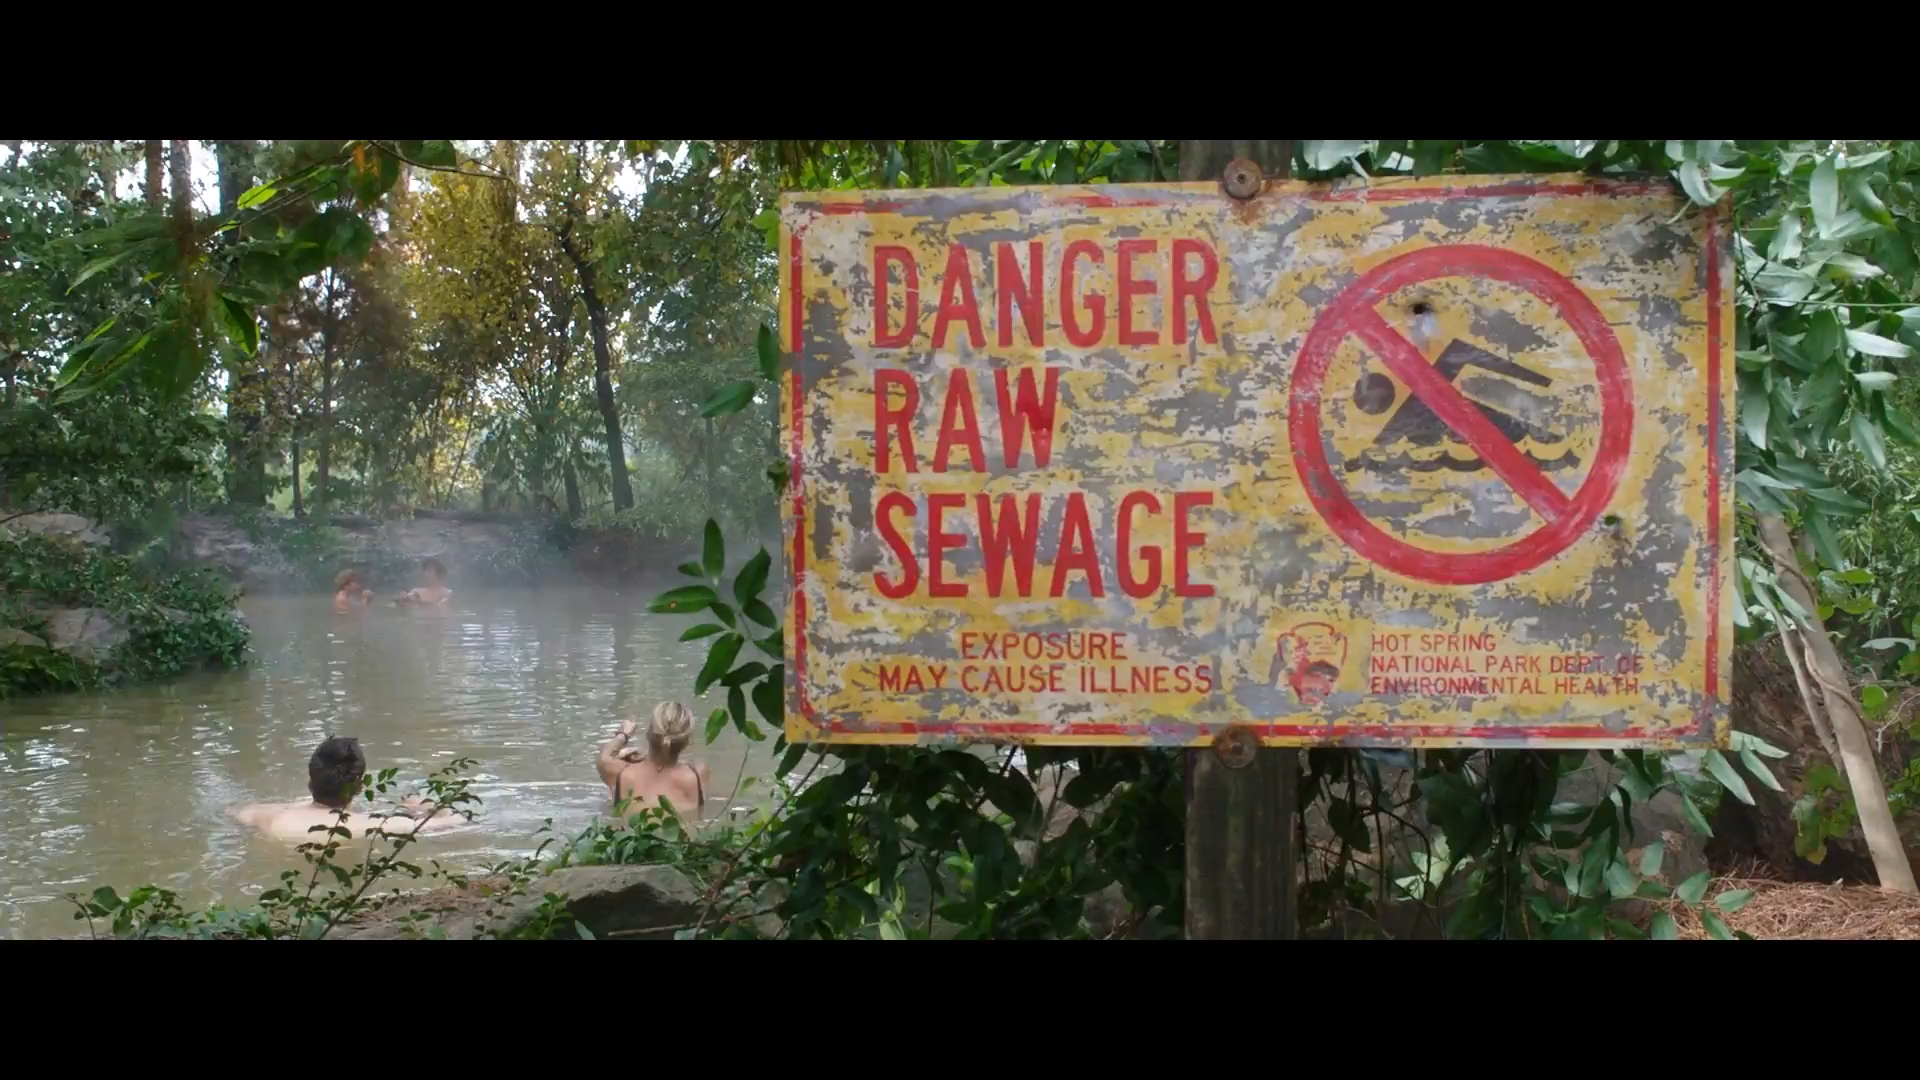 DANGER
RAW
SEWAGE
EXPOSURE
MAY CAUSE ILLNESS
HOT SPRING
NATIONAL PARK DEPT. OF
ENVIRONMENTAL HEALTH